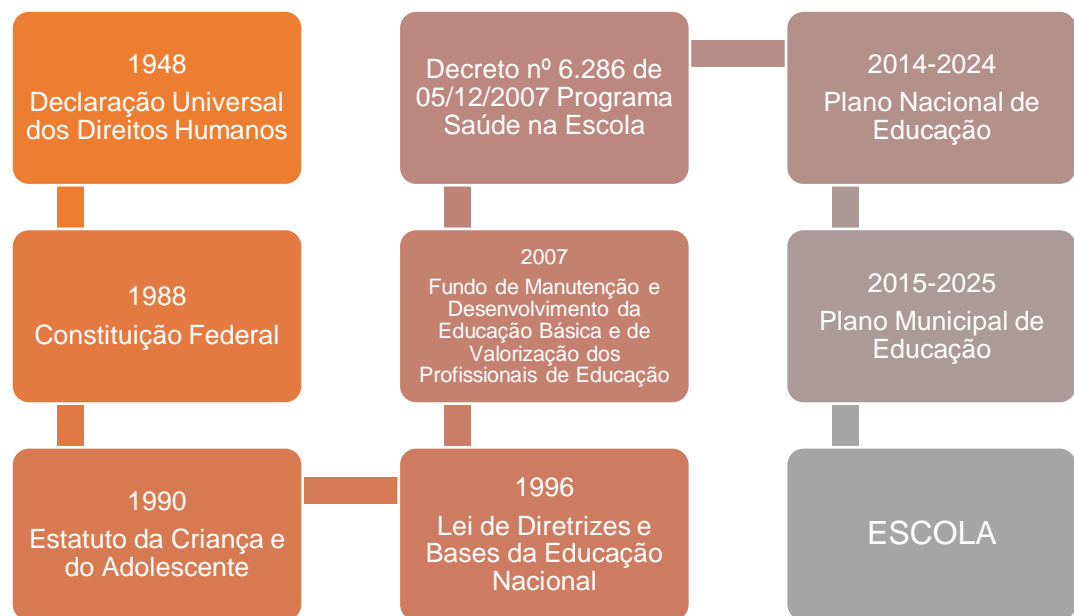 1948
Declaração Universal
dos Direitos Humanos
1988
Constituição Federal
1990
Estatuto da Criança e
do Adolescente
1996
Lei de Diretrizes e
Bases da Educação
Nacional
2007
Fundo de Manutenção e
Desenvolvimento da
Educação Básica e de
Valorização dos
Profissionais de Educação
Decreto nº 6.286 de
05/12/2007 Programa
Saúde na Escola
2014-2024
Plano Nacional de
Educação
2015-2025
Plano Municipal de
Educação
ESCOLA